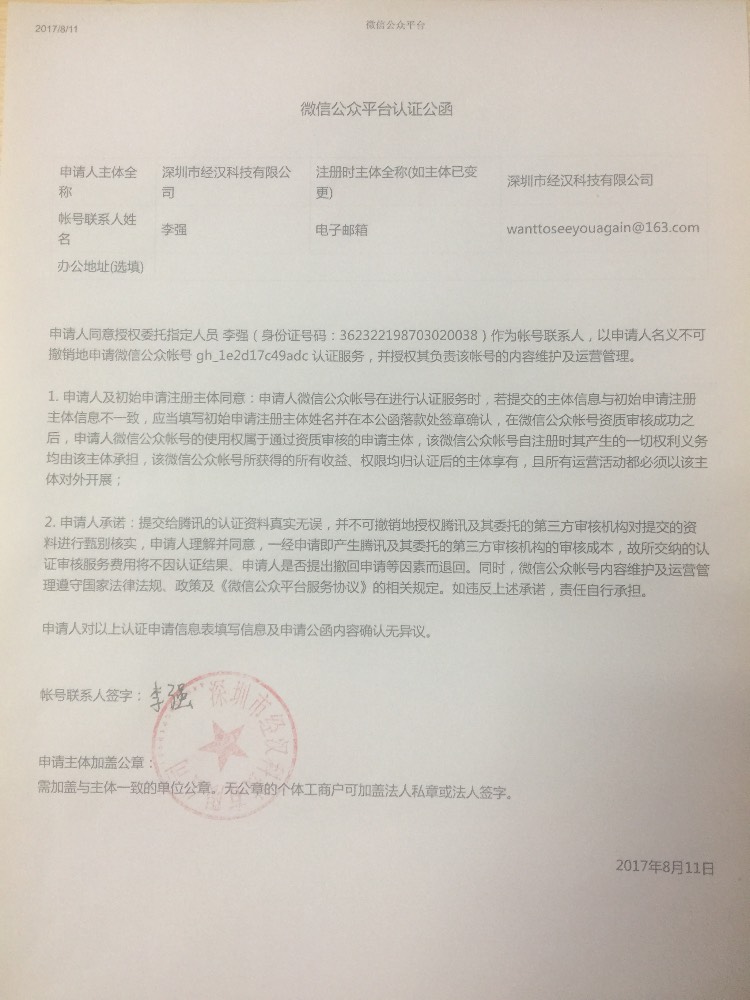 2017/8/11
微信公众平台
微信公众平台认证公函
申请人主体全
称
深圳市经汉科技有限公
司
注册时主体全称(如主体已变
更)
深圳市经汉科技有限公司
帐号联系人姓
名
李强
电子邮箱
wanttoseeyouagain@163.com
办公地址(选填)
申请人同意授权委托指定人员 李强（身份证号码：362322198703020038）作为帐号联系人，以申请人名义不可
撤销地申请微信公众帐号 gh_1e2d17c49adc 认证服务，并授权其负责该帐号的内容维护及运营管理。
1. 申请人及初始申请注册主体同意：申请人微信公众帐号在进行认证服务时，若提交的主体信息与初始申请注册
主体信息不一致，应当填写初始申请注册主体姓名并在本公函落款处签章确认，在微信公众帐号资质审核成功之
后，申请人微信公众帐号的使用权属于通过资质审核的申请主体，该微信公众帐号自注册时其产生的一切权利义务
均由该主体承担，该微信公众帐号所获得的所有收益、权限均归认证后的主体享有，且所有运营活动都必须以该主
体对外开展；
2. 申请人承诺：提交给腾讯的认证资料真实无误，并不可撤销地授权腾讯及其委托的第三方审核机构对提交的资
料进行甄别核实，申请人理解并同意，一经申请即产生腾讯及其委托的第三方审核机构的审核成本，故所交纳的认
证审核服务费用将不因认证结果、申请人是否提出撤回申请等因素而退回。同时，微信公众帐号内容维护及运营管
理遵守国家法律法规、政策及《微信公众平台服务协议》的相关规定。如违反上述承诺，责任自行承担。
申请人对以上认证申请信息表填写信息及申请公函内容确认无异议。
帐号联系人签字：李强
深圳市经汉科技有限公司
申请主体加盖公章：
需加盖与主体一致的单位公章。无公章的个体工商户可加盖法人私章或法人签字。
2017年8月11日